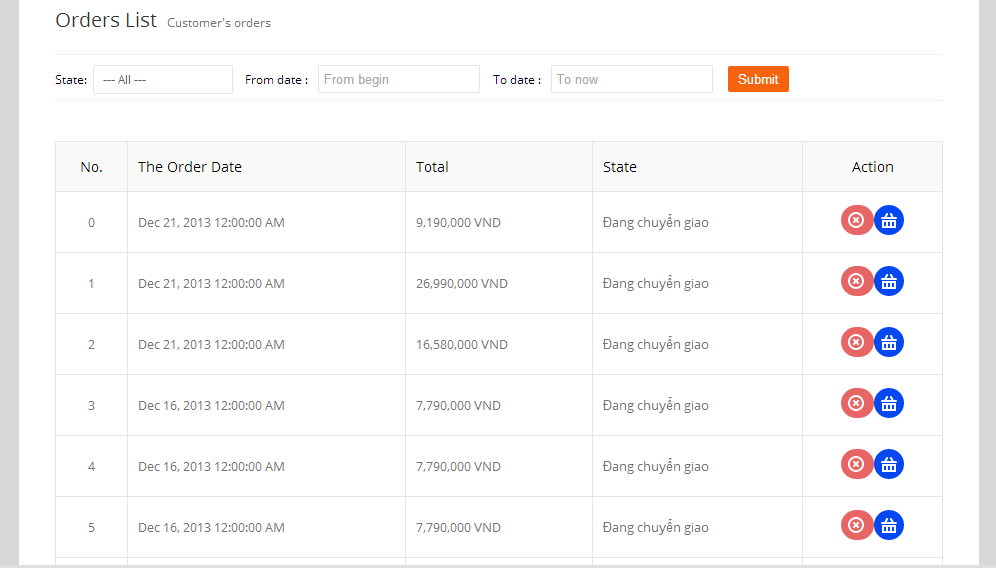 Orders List Customer's orders
State: --- All --- From date : From begin To date : To now Submit
No. The Order Date Total State Action
0 Dec 21, 2013 12:00:00 AM 9,190,000 VND Đang chuyển giao
1 Dec 21, 2013 12:00:00 AM 26,990,000 VND Đang chuyển giao
2 Dec 21, 2013 12:00:00 AM 16,580,000 VND Đang chuyển giao
3 Dec 16, 2013 12:00:00 AM 7,790,000 VND Đang chuyển giao
4 Dec 16, 2013 12:00:00 AM 7,790,000 VND Đang chuyển giao
5 Dec 16, 2013 12:00:00 AM 7,790,000 VND Đang chuyển giao